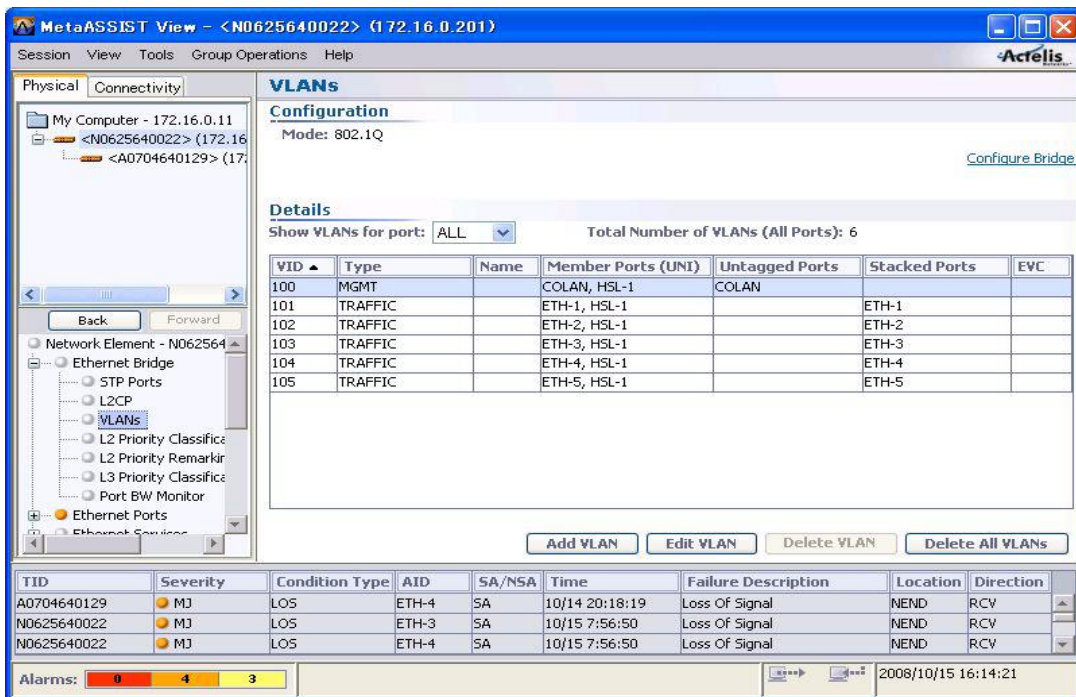 MetaASSIST View - <N0625640022> (172.16.0.201)
Session View Tools Group Operations Help
Actelis
Physical Connectivity
My Computer - 172.16.0.11
<N0625640022> (172.16
<A0704640129> (17
Back Forward
Network Element - N062564
Ethernet Bridge
STP Ports
L2CP
VLANs
L2 Priority Classifica
L2 Priority Remarkin
L3 Priority Classifica
Port BW Monitor
Ethernet Ports
Ethernet Services
VLANs
Configuration
Mode: 802.1Q
Configure Bridge
Details
Show VLANs for port: ALL Total Number of VLANs (All Ports): 6
VID Type Name Member Ports (UNI) Untagged Ports Stacked Ports EVC
100 MGMT COLAN, HSL-1 COLAN
101 TRAFFIC ETH-1, HSL-1 ETH-1
102 TRAFFIC ETH-2, HSL-1 ETH-2
103 TRAFFIC ETH-3, HSL-1 ETH-3
104 TRAFFIC ETH-4, HSL-1 ETH-4
105 TRAFFIC ETH-5, HSL-1 ETH-5
Add VLAN Edit VLAN Delete VLAN Delete All VLANs
TID Severity Condition Type AID SA/NSA Time Failure Description Location Direction
A0704640129 MJ LOS ETH-4 SA 10/14 20:18:19 Loss Of Signal NEND RCV
N0625640022 MJ LOS ETH-3 SA 10/15 7:56:50 Loss Of Signal NEND RCV
N0625640022 MJ LOS ETH-4 SA 10/15 7:56:50 Loss Of Signal NEND RCV
Alarms: 0 4 3 2008/10/15 16:14:21